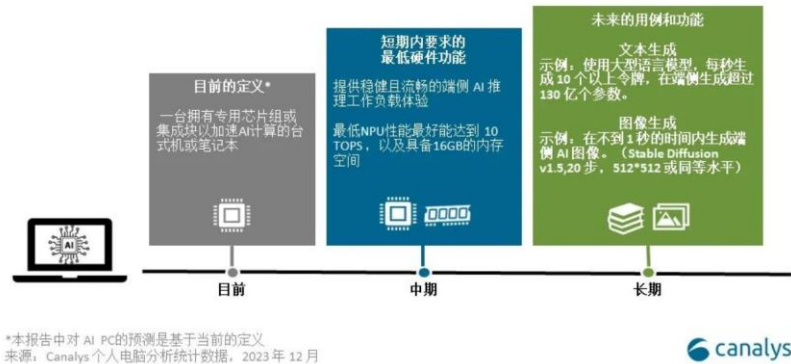 目前的定义*
一台拥有专用芯片组或
集成块以加速AI计算的台
式机或笔记本
短期内要求的
最低硬件功能
提供稳健且流畅的端侧 AI 推
理工作负载体验
最低NPU性能最好能达到 10
TOPS，以及具备16GB的内存
空间
未来的用例和功能
文本生成
示例：使用大型语言模型，每秒生
成 10 个以上令牌，在端侧生成超过
130 亿个参数。
图像生成
示例：在不到 1 秒的时间内生成端
侧 AI 图像。（Stable Diffusion
v1.5,20 步，512*512 或同等水平）
AI
目前
中期
长期
*本报告中对 AI PC的预测是基于当前的定义
来源：Canalys 个人电脑分析统计数据，2023 年 12 月
canalys